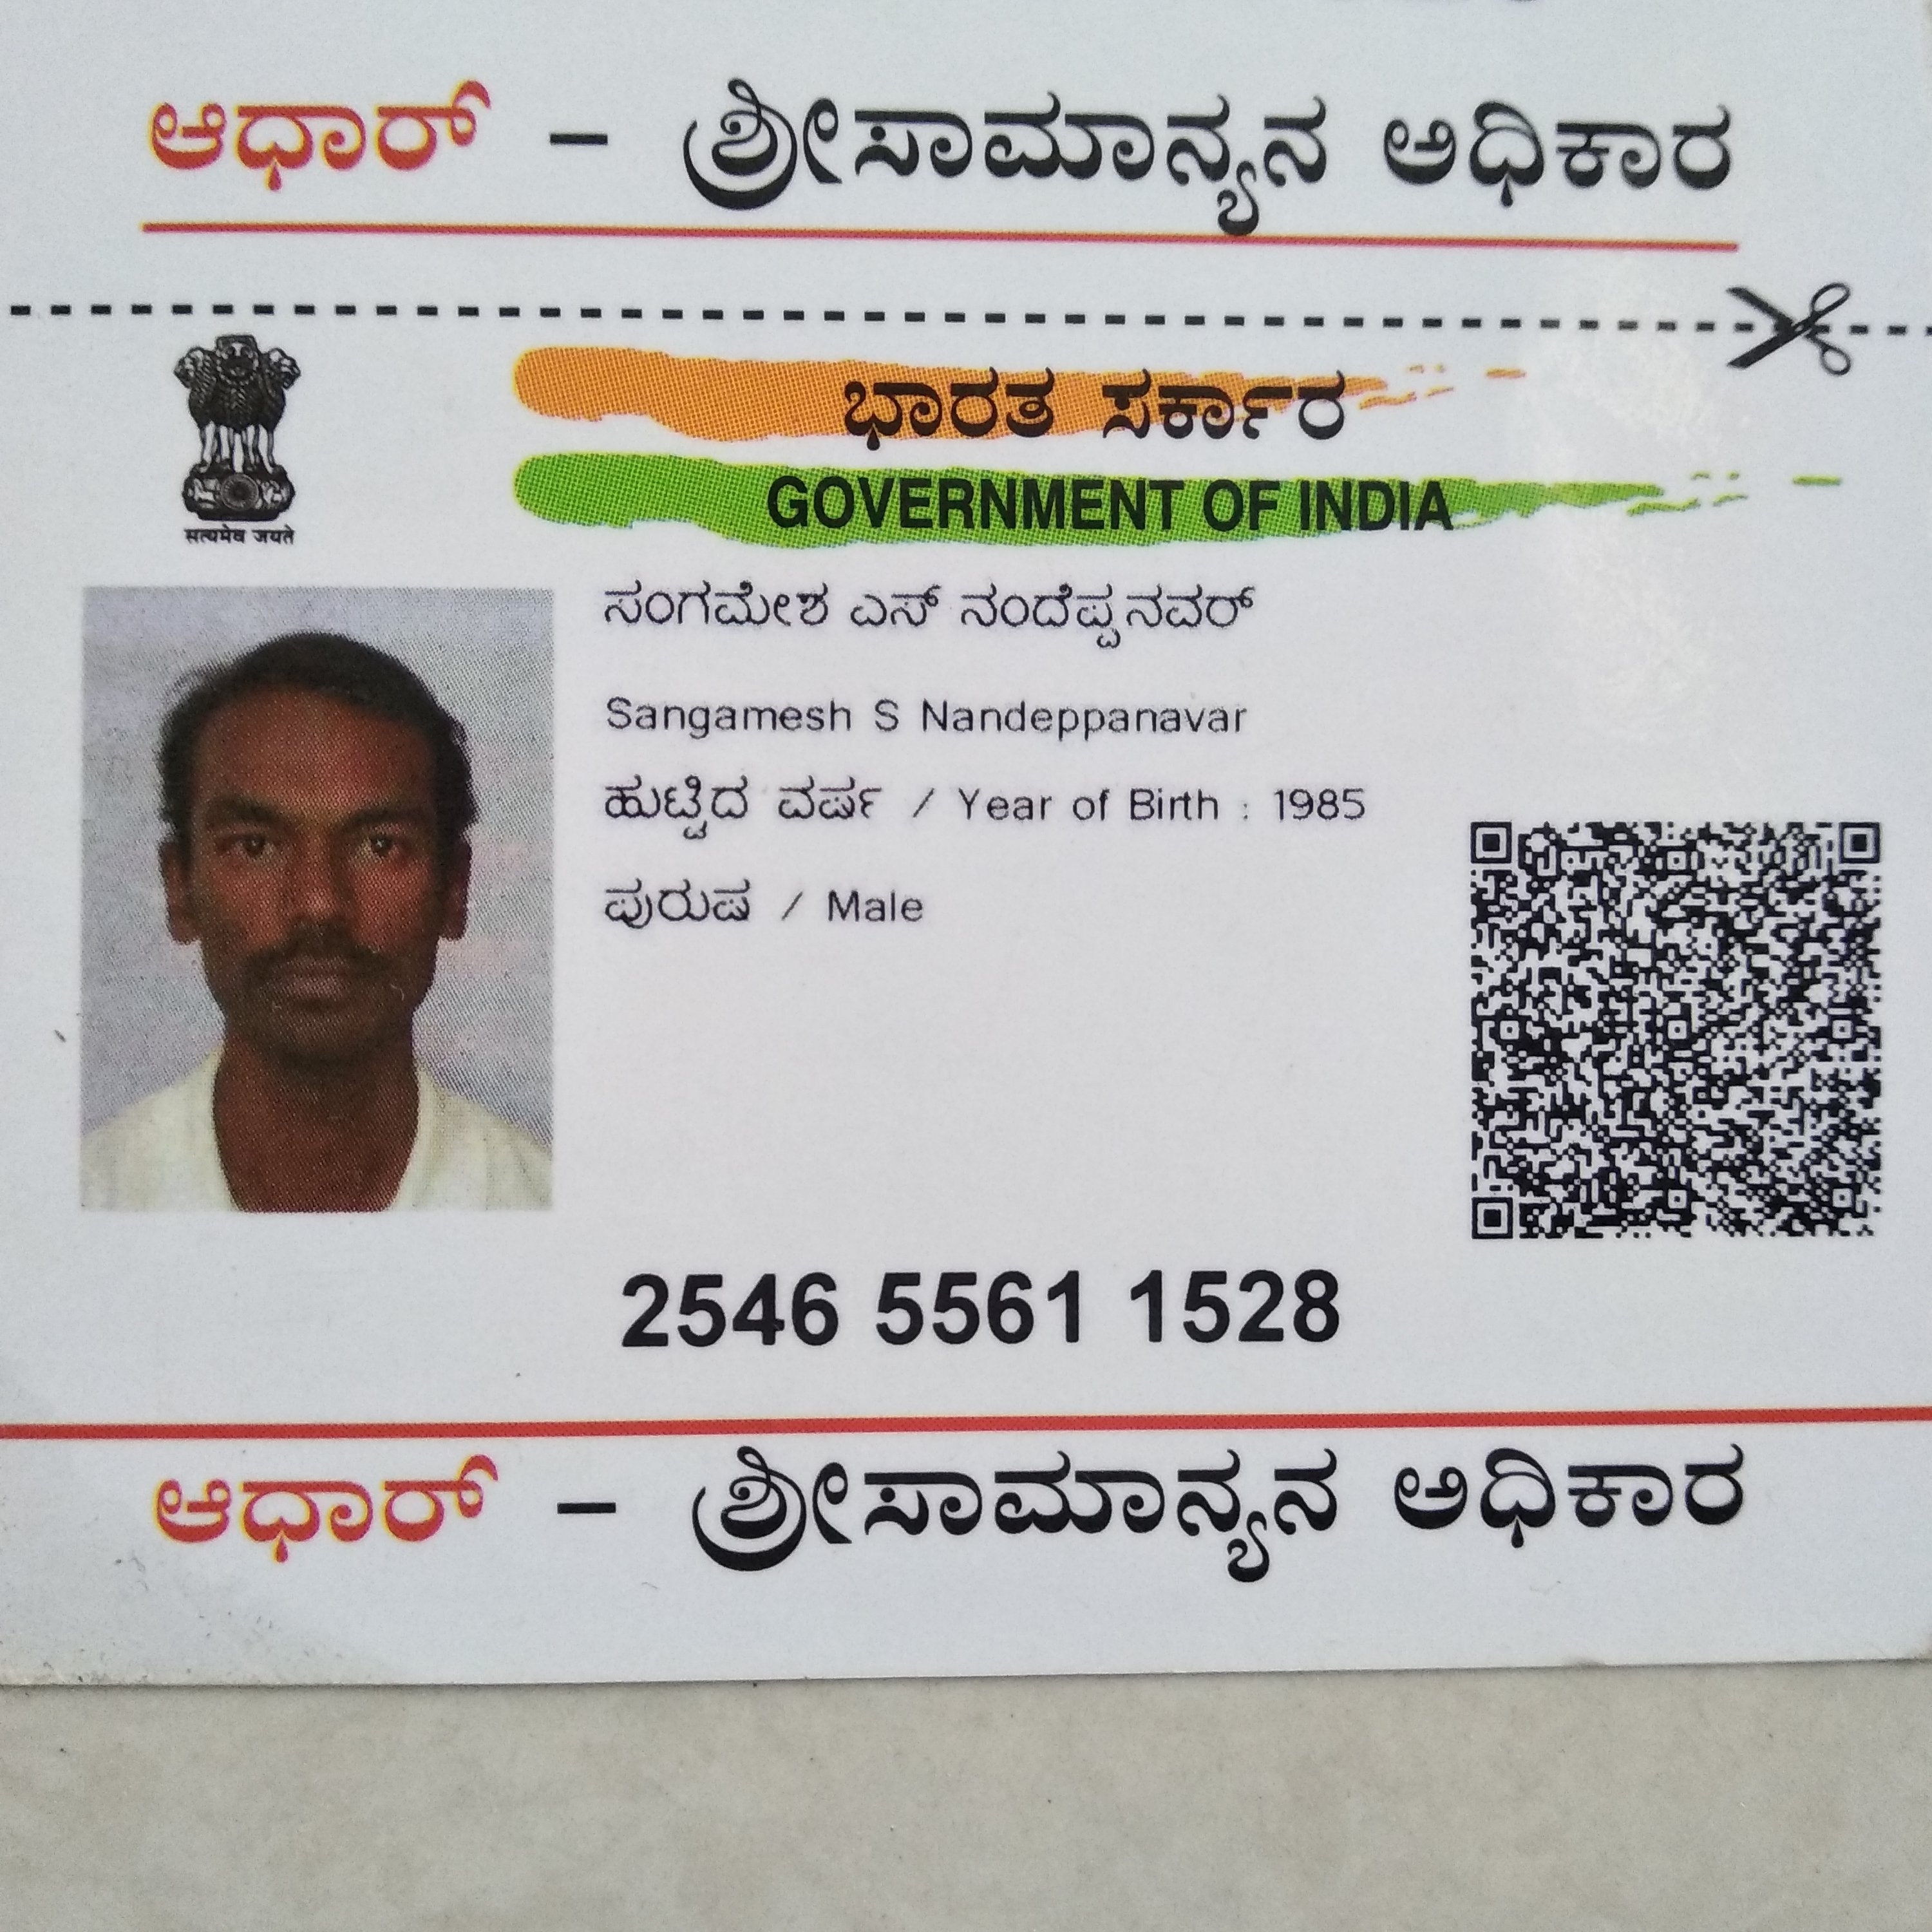 ಆಧಾರ್ – ಶ್ರೀಸಾಮಾನ್ಯನ ಅಧಿಕಾರ
सत्यमेव जयते
ಭಾರತ ಸರ್ಕಾರ
GOVERNMENT OF INDIA
ಸಂಗಮೇಶ ಎಸ್ ನಂದೆಪ್ಪನವರ್
Sangamesh S Nandeppanavar
ಹುಟ್ಟಿದ ವರ್ಷ / Year of Birth : 1985
ಪುರುಷ / Male
2546 5561 1528
ಆಧಾರ್ – ಶ್ರೀಸಾಮಾನ್ಯನ ಅಧಿಕಾರ